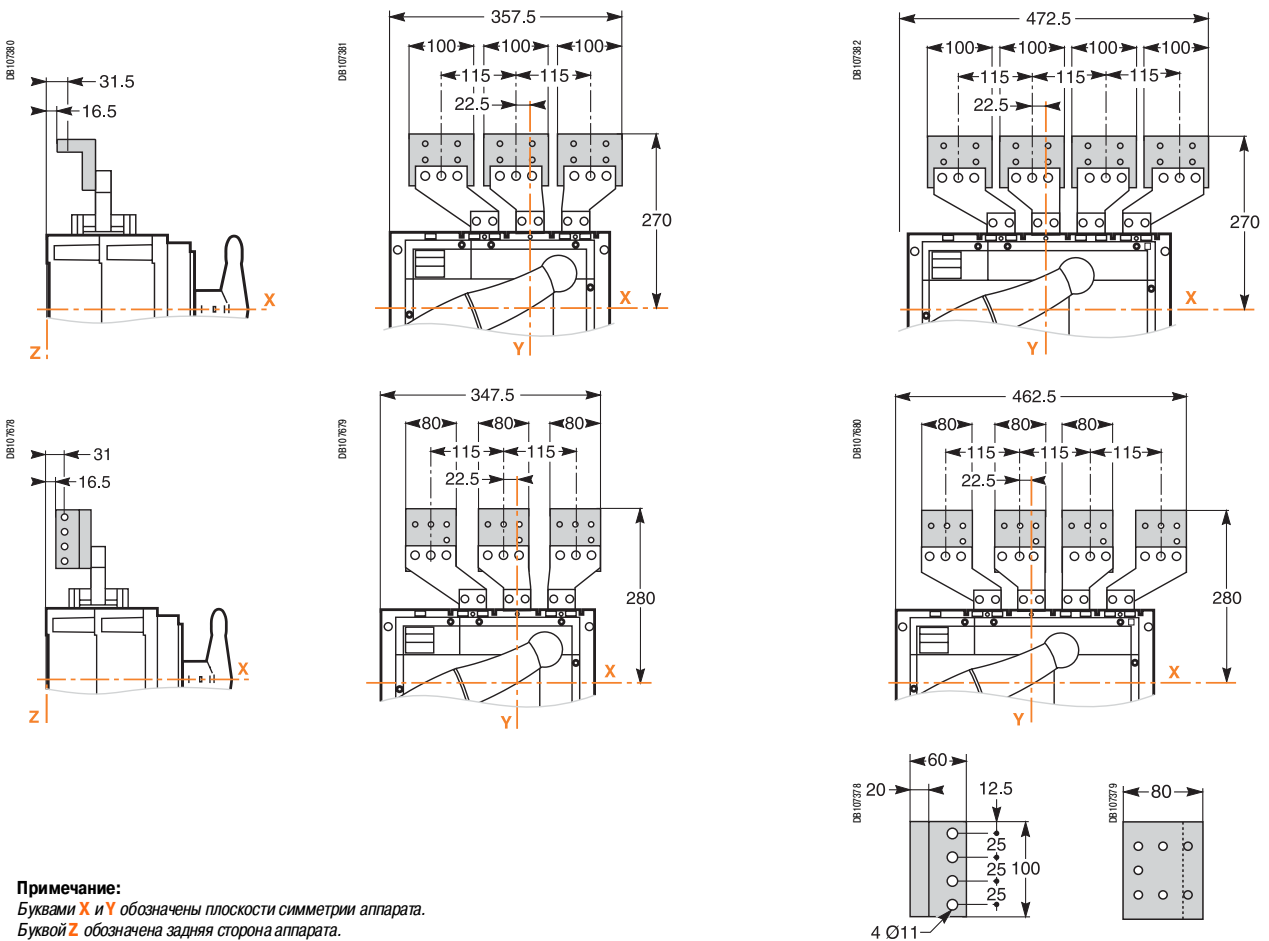 DB107380
31.5
16.5
X
Z
DB107381
357.5
100 100 100
115 115
22.5
270
X
Y
DB107382
472.5
100 100 100 100
115 115 115
22.5
270
X
Y
DB107678
31
16.5
X
Z
DB107679
347.5
80 80 80
115 115
22.5
280
X
Y
DB107680
462.5
80 80 80
115 115 115
22.5
280
X
Y
DB107378
60
20 12.5
25
25
25
100
4 Ø11
DB107379
80
Примечание:
Буквами X и Y обозначены плоскости симметрии аппарата.
Буквой Z обозначена задняя сторона аппарата.